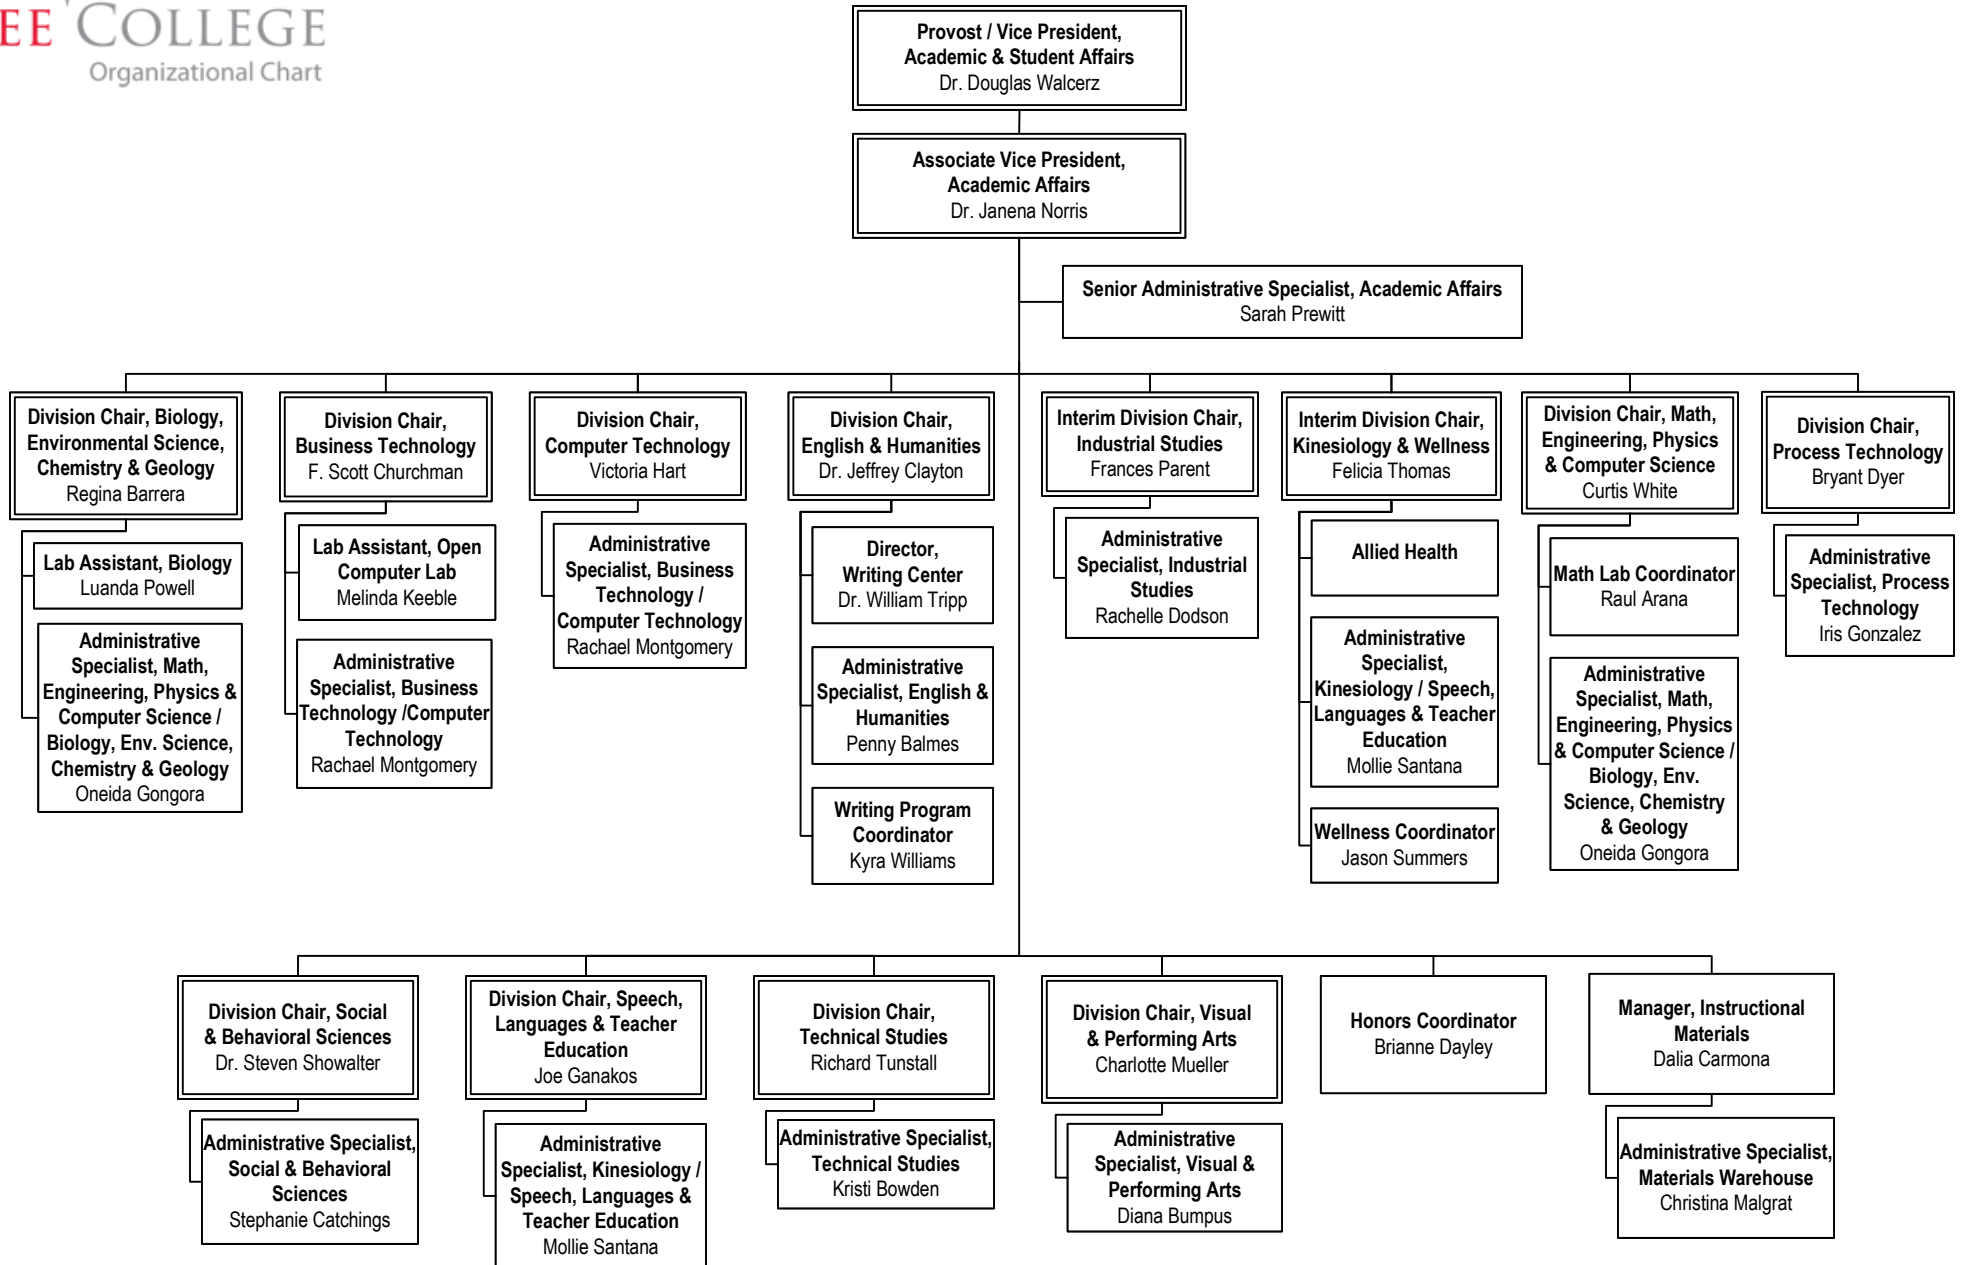 EE COLLEGE
Organizational Chart
Provost / Vice President,
Academic & Student Affairs
Dr. Douglas Walcerz
Associate Vice President,
Academic Affairs
Dr. Janena Norris
Senior Administrative Specialist, Academic Affairs
Sarah Prewitt
Division Chair, Biology,
Environmental Science,
Chemistry & Geology
Regina Barrera
Lab Assistant, Biology
Luanda Powell
Administrative
Specialist, Math,
Engineering, Physics &
Computer Science /
Biology, Env. Science,
Chemistry & Geology
Oneida Gongora
Division Chair,
Business Technology
F. Scott Churchman
Lab Assistant, Open
Computer Lab
Melinda Keeble
Administrative
Specialist, Business
Technology /Computer
Technology
Rachael Montgomery
Division Chair,
Computer Technology
Victoria Hart
Administrative
Specialist, Business
Technology /
Computer Technology
Rachael Montgomery
Division Chair,
English & Humanities
Dr. Jeffrey Clayton
Director,
Writing Center
Dr. William Tripp
Administrative
Specialist, English &
Humanities
Penny Balmes
Writing Program
Coordinator
Kyra Williams
Interim Division Chair,
Industrial Studies
Frances Parent
Administrative
Specialist, Industrial
Studies
Rachelle Dodson
Interim Division Chair,
Kinesiology & Wellness
Felicia Thomas
Allied Health
Administrative
Specialist,
Kinesiology / Speech,
Languages & Teacher
Education
Mollie Santana
Wellness Coordinator
Jason Summers
Division Chair, Math,
Engineering, Physics
& Computer Science
Curtis White
Math Lab Coordinator
Raul Arana
Administrative
Specialist, Math,
Engineering, Physics
& Computer Science /
Biology, Env.
Science, Chemistry
& Geology
Oneida Gongora
Division Chair,
Process Technology
Bryant Dyer
Administrative
Specialist, Process
Technology
Iris Gonzalez
Division Chair, Social
& Behavioral Sciences
Dr. Steven Showalter
Administrative Specialist,
Social & Behavioral
Sciences
Stephanie Catchings
Division Chair, Speech,
Languages & Teacher
Education
Joe Ganakos
Administrative
Specialist, Kinesiology /
Speech, Languages &
Teacher Education
Mollie Santana
Division Chair,
Technical Studies
Richard Tunstall
Administrative Specialist,
Technical Studies
Kristi Bowden
Division Chair, Visual
& Performing Arts
Charlotte Mueller
Administrative
Specialist, Visual &
Performing Arts
Diana Bumpus
Honors Coordinator
Brianne Dayley
Manager, Instructional
Materials
Dalia Carmona
Administrative Specialist,
Materials Warehouse
Christina Malgrat